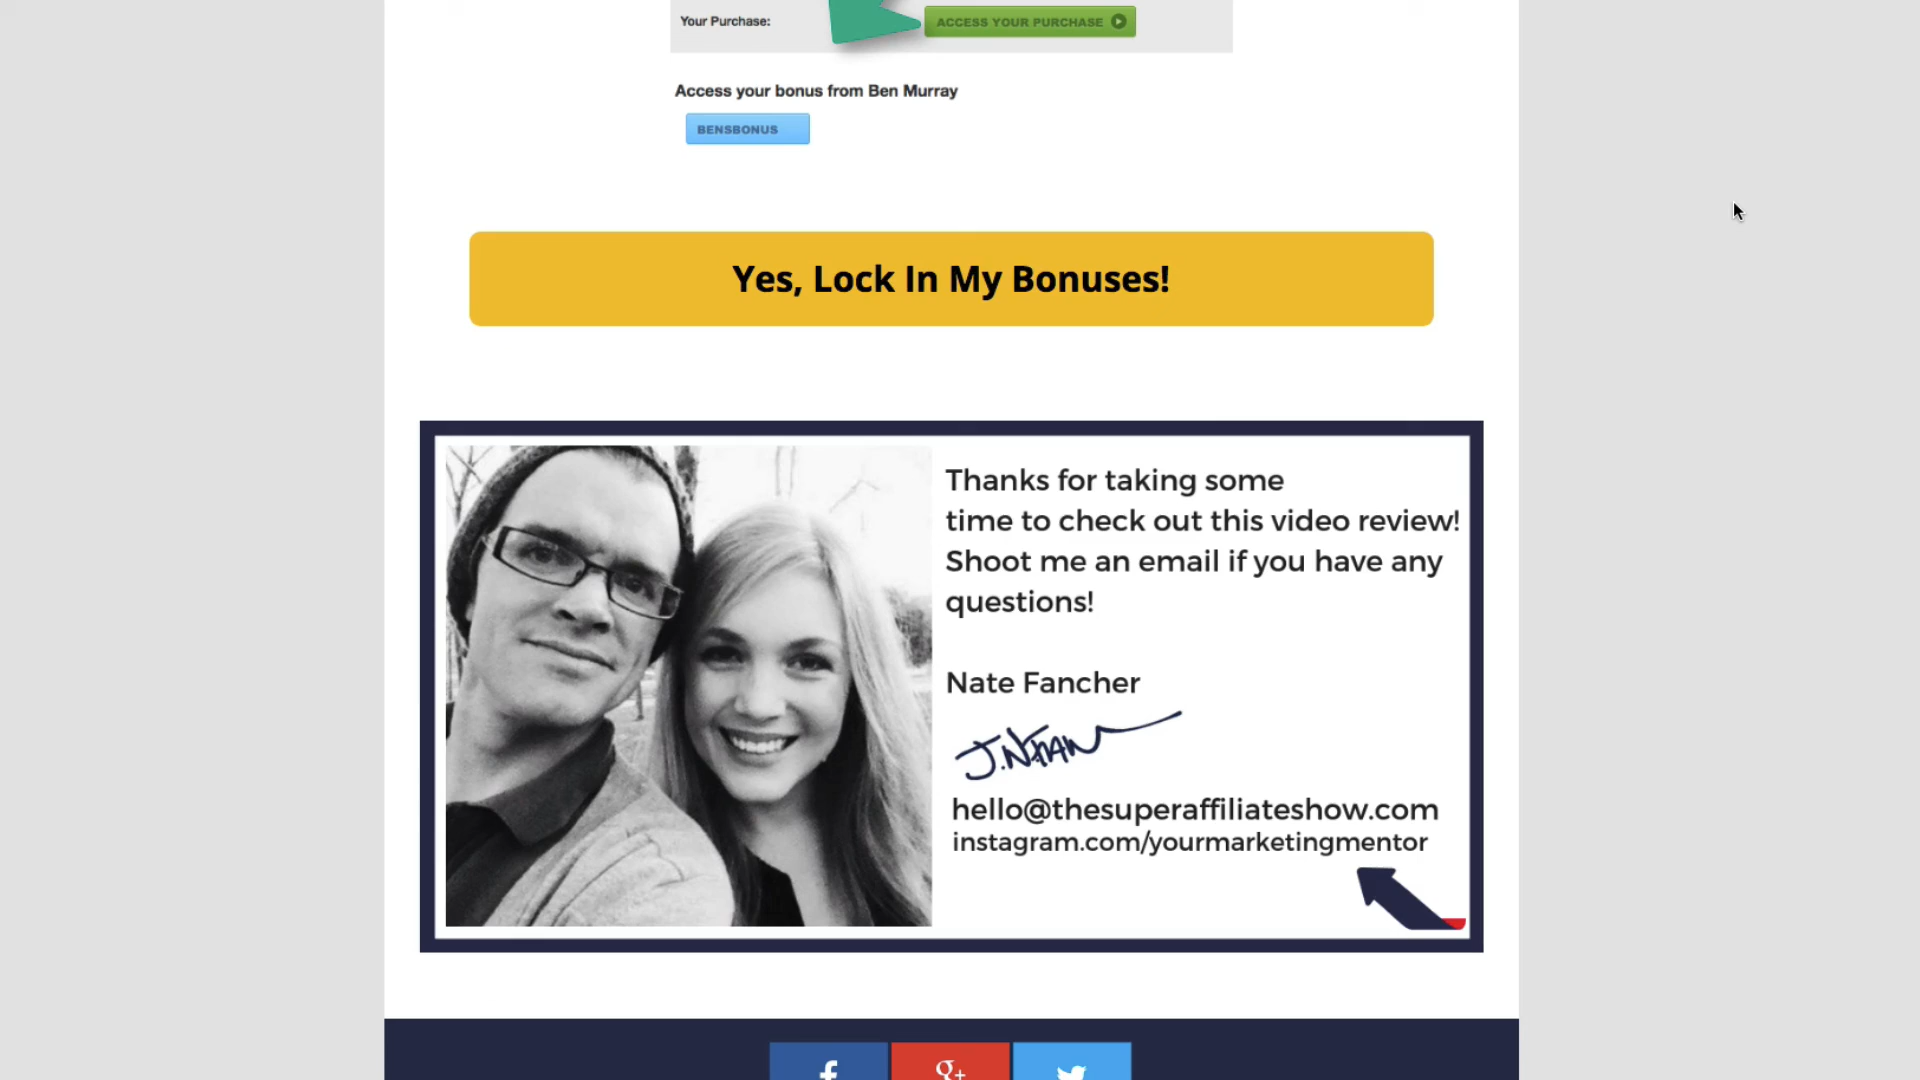 Your Purchase:
ACCESS YOUR PURCHASE
Access your bonus from Ben Murray
BENSBONUS
Yes, Lock In My Bonuses!
Thanks for taking some
time to check out this video review!
Shoot me an email if you have any
questions!
Nate Fancher
hello@thesuperaffiliateshow.com
instagram.com/yourmarketingmentor